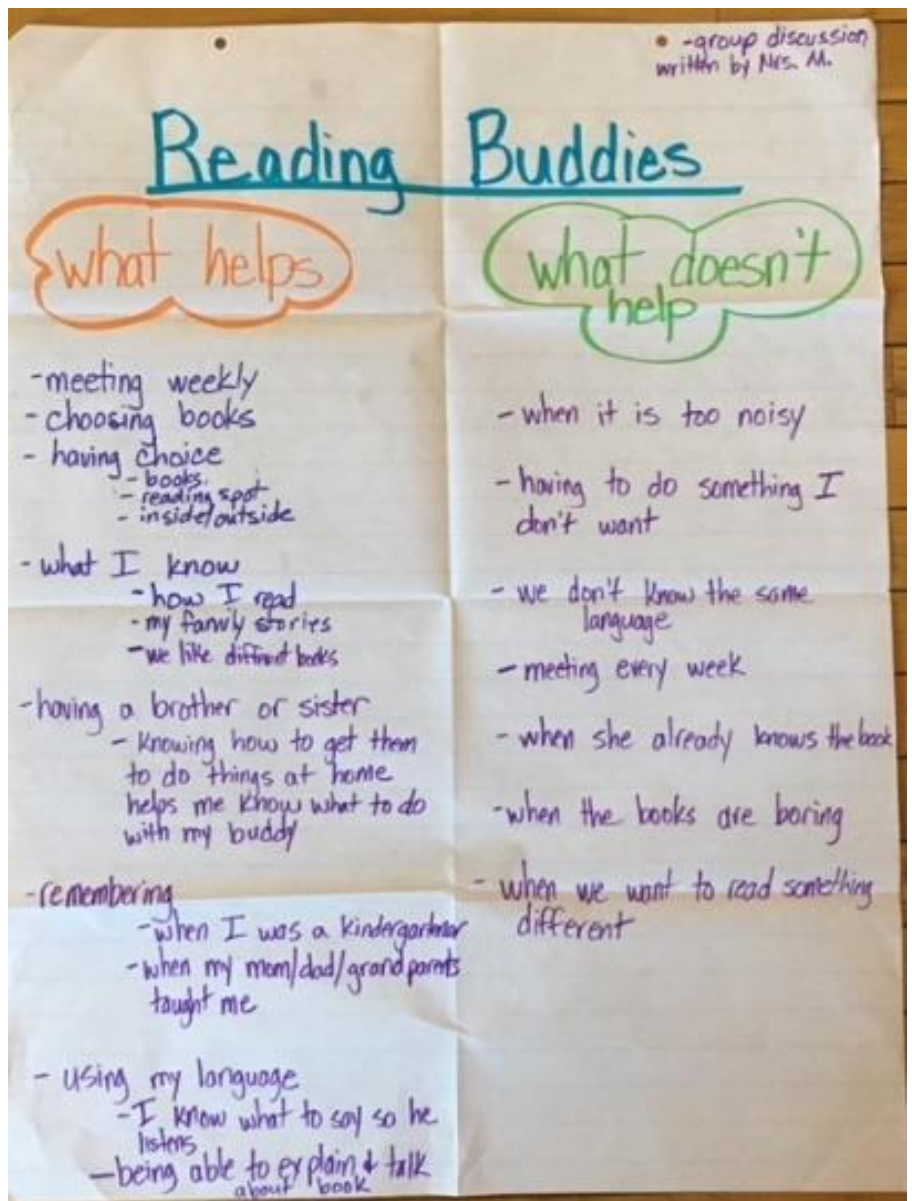 -group discussion
written by Mrs. M.
Reading Buddies
what helps
-meeting weekly
-choosing books
-having choice
-books.
-reading spot
-inside/outside
-what I know
-how I read
-my family stories
-we like different books
-having a brother or sister
-knowing how to get them
to do things at home
helps me know what to do
with my buddy
-remembering
-when I was a kindergartner
-when my mom/dad/grandparents
taught me
-using my language
-I know what to say so he
listens
-being able to explain & talk
about book
what doesn't
help
-when it is too noisy
-having to do something I
don't want
-we don't know the same
language
-meeting every week
-when she already knows the book
-when the books are boring
-when we want to read something
different